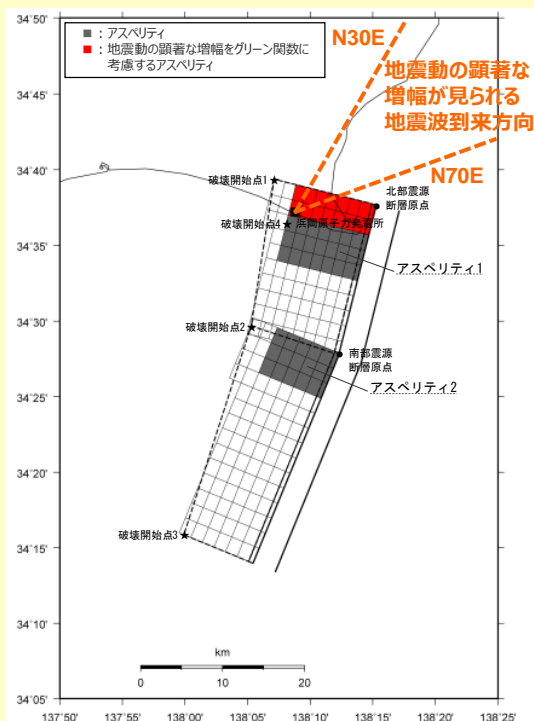 ■ : アスペリティ
■ : 地震動の顕著な増幅をグリーン関数に
考慮するアスペリティ
N30E
地震動の顕著な
増幅が見られる
地震波到来方向
N70E
破壊開始点1
北部震源
断層原点
破壊開始点4
浜岡原子力発電所
アスペリティ1
破壊開始点2
南部震源
断層原点
アスペリティ2
破壊開始点3
km
0 10 20
34°50'
34°45'
34°40'
34°35'
34°30'
34°25'
34°20'
34°15'
34°10'
34°05'
137°50' 137°55' 138°00' 138°05' 138°10' 138°15' 138°20' 138°25'